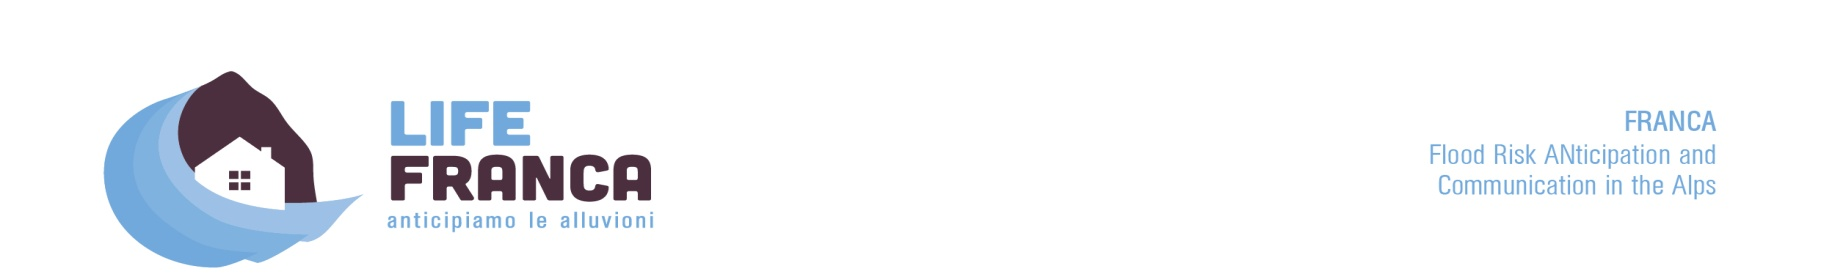 LIFE
FRANCA
anticipiamo le alluvioni
FRANCA
Flood Risk ANticipation and
Communication in the Alps